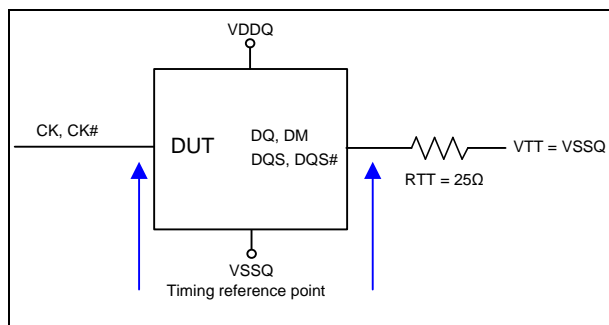 VDDQ
CK, CK#
DUT
DQ, DM
DQS, DQS#
VTT = VSSQ
RTT = 25Ω
VSSQ
Timing reference point